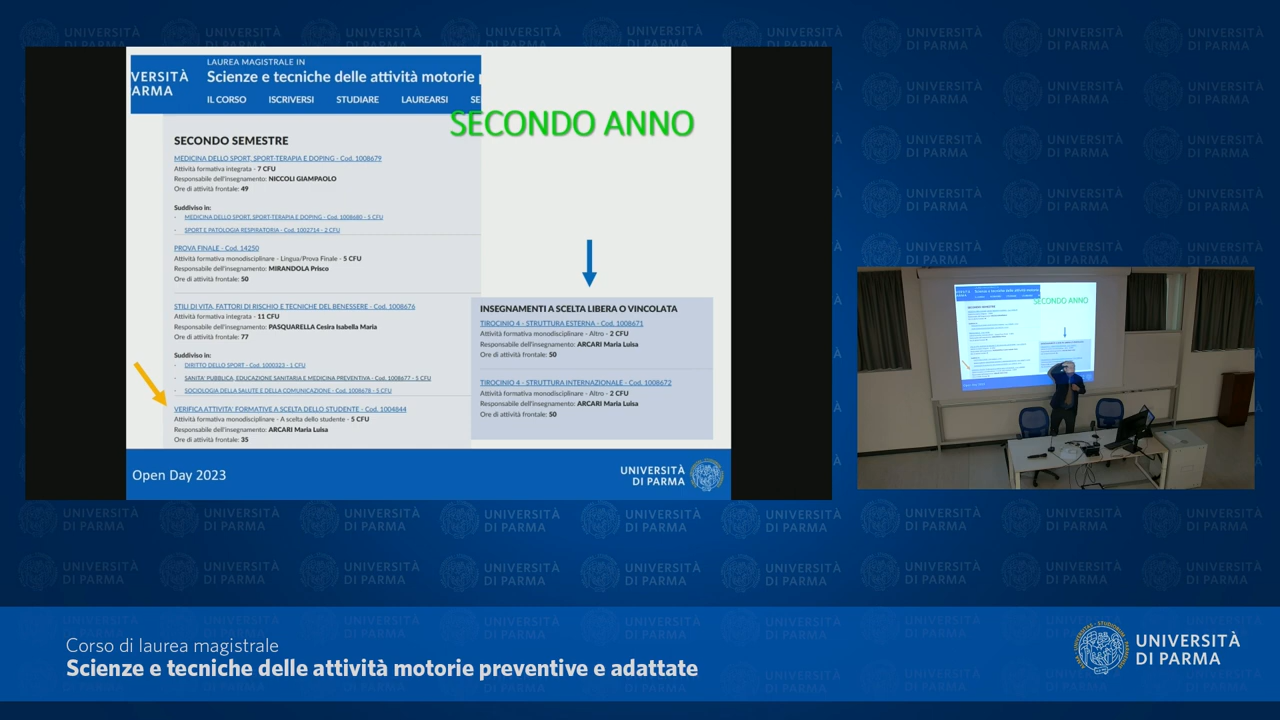 LAUREA MAGISTRALE IN
VERSITÀ
ARMA
Scienze e tecniche delle attività motorie
IL CORSO ISCRIVERSI STUDIARE LAUREARSI SE
SECONDO ANNO
SECONDO SEMESTRE
MEDICINA DELLO SPORT, SPORT-TERAPIA E DOPING - Cod. 1008679
Attività formativa integrata - 7 CFU
Responsabile dell'insegnamento: NICCOLI GIAMPAOLO
Ore di attività frontale: 49
Suddiviso in:
- MEDICINA DELLO SPORT, SPORT-TERAPIA E DOPING - Cod. 1008680 - 5 CFU
- SPORT E PATOLOGIA RESPIRATORIA - Cod. 1002714 - 2 CFU
PROVA FINALE - Cod. 14250
Attività formativa monodisciplinare - Lingua/Prova Finale - 5 CFU
Responsabile dell'insegnamento: MIRANDOLA Prisco
Ore di attività frontale: 50
STILI DI VITA, FATTORI DI RISCHIO E TECNICHE DEL BENESSERE - Cod. 1008676
Attività formativa integrata - 11 CFU
Responsabile dell'insegnamento: PASQUARELLA Cesira Isabella Maria
Ore di attività frontale: 77
Suddiviso in:
- DIRITTO DELLO SPORT - Cod. 1000323 - 1 CFU
- SANITA' PUBBLICA, EDUCAZIONE SANITARIA E MEDICINA PREVENTIVA - Cod. 1008677 - 5 CFU
- SOCIOLOGIA DELLA SALUTE E DELLA COMUNICAZIONE - Cod. 1008678 - 5 CFU
VERIFICA ATTIVITA' FORMATIVE A SCELTA DELLO STUDENTE - Cod. 1004844
Attività formativa monodisciplinare - A scelta dello studente - 5 CFU
Responsabile dell'insegnamento: ARCARI Maria Luisa
Ore di attività frontale: 35
INSEGNAMENTI A SCELTA LIBERA O VINCOLATA
TIROCINIO 4 - STRUTTURA ESTERNA - Cod. 1008671
Attività formativa monodisciplinare - Altro - 2 CFU
Responsabile dell'insegnamento: ARCARI Maria Luisa
Ore di attività frontale: 50
TIROCINIO 4 - STRUTTURA INTERNAZIONALE - Cod. 1008672
Attività formativa monodisciplinare - Altro - 2 CFU
Responsabile dell'insegnamento: ARCARI Maria Luisa
Ore di attività frontale: 50
Open Day 2023
UNIVERSITÀ
DI PARMA
SECONDO ANNO
Corso di laurea magistrale
Scienze e tecniche delle attività motorie preventive e adattate
UNIVERSITÀ
DI PARMA